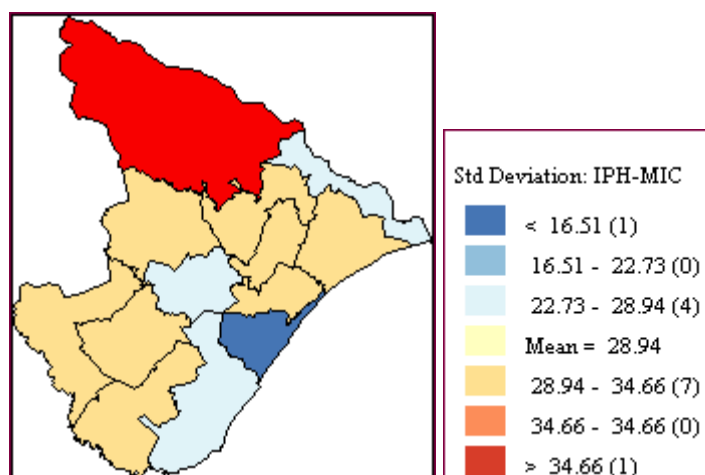 Std Deviation: IPH-MIC
< 16.51 (1)
16.51 - 22.73 (0)
22.73 - 28.94 (4)
Mean = 28.94
28.94 - 34.66 (7)
34.66 - 34.66 (0)
> 34.66 (1)